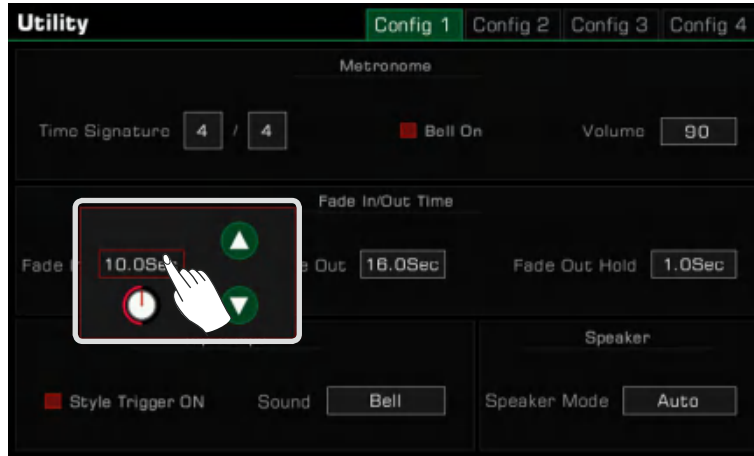 Utility Config 1 Config 2 Config 3 Config 4
Metronome
Time Signature 4 / 4 Bell On Volume 90
Fade In/Out Time
Fade 10.0Sec Out 16.0Sec Fade Out Hold 1.0Sec
Speaker
Style Trigger ON Sound Bell Speaker Mode Auto